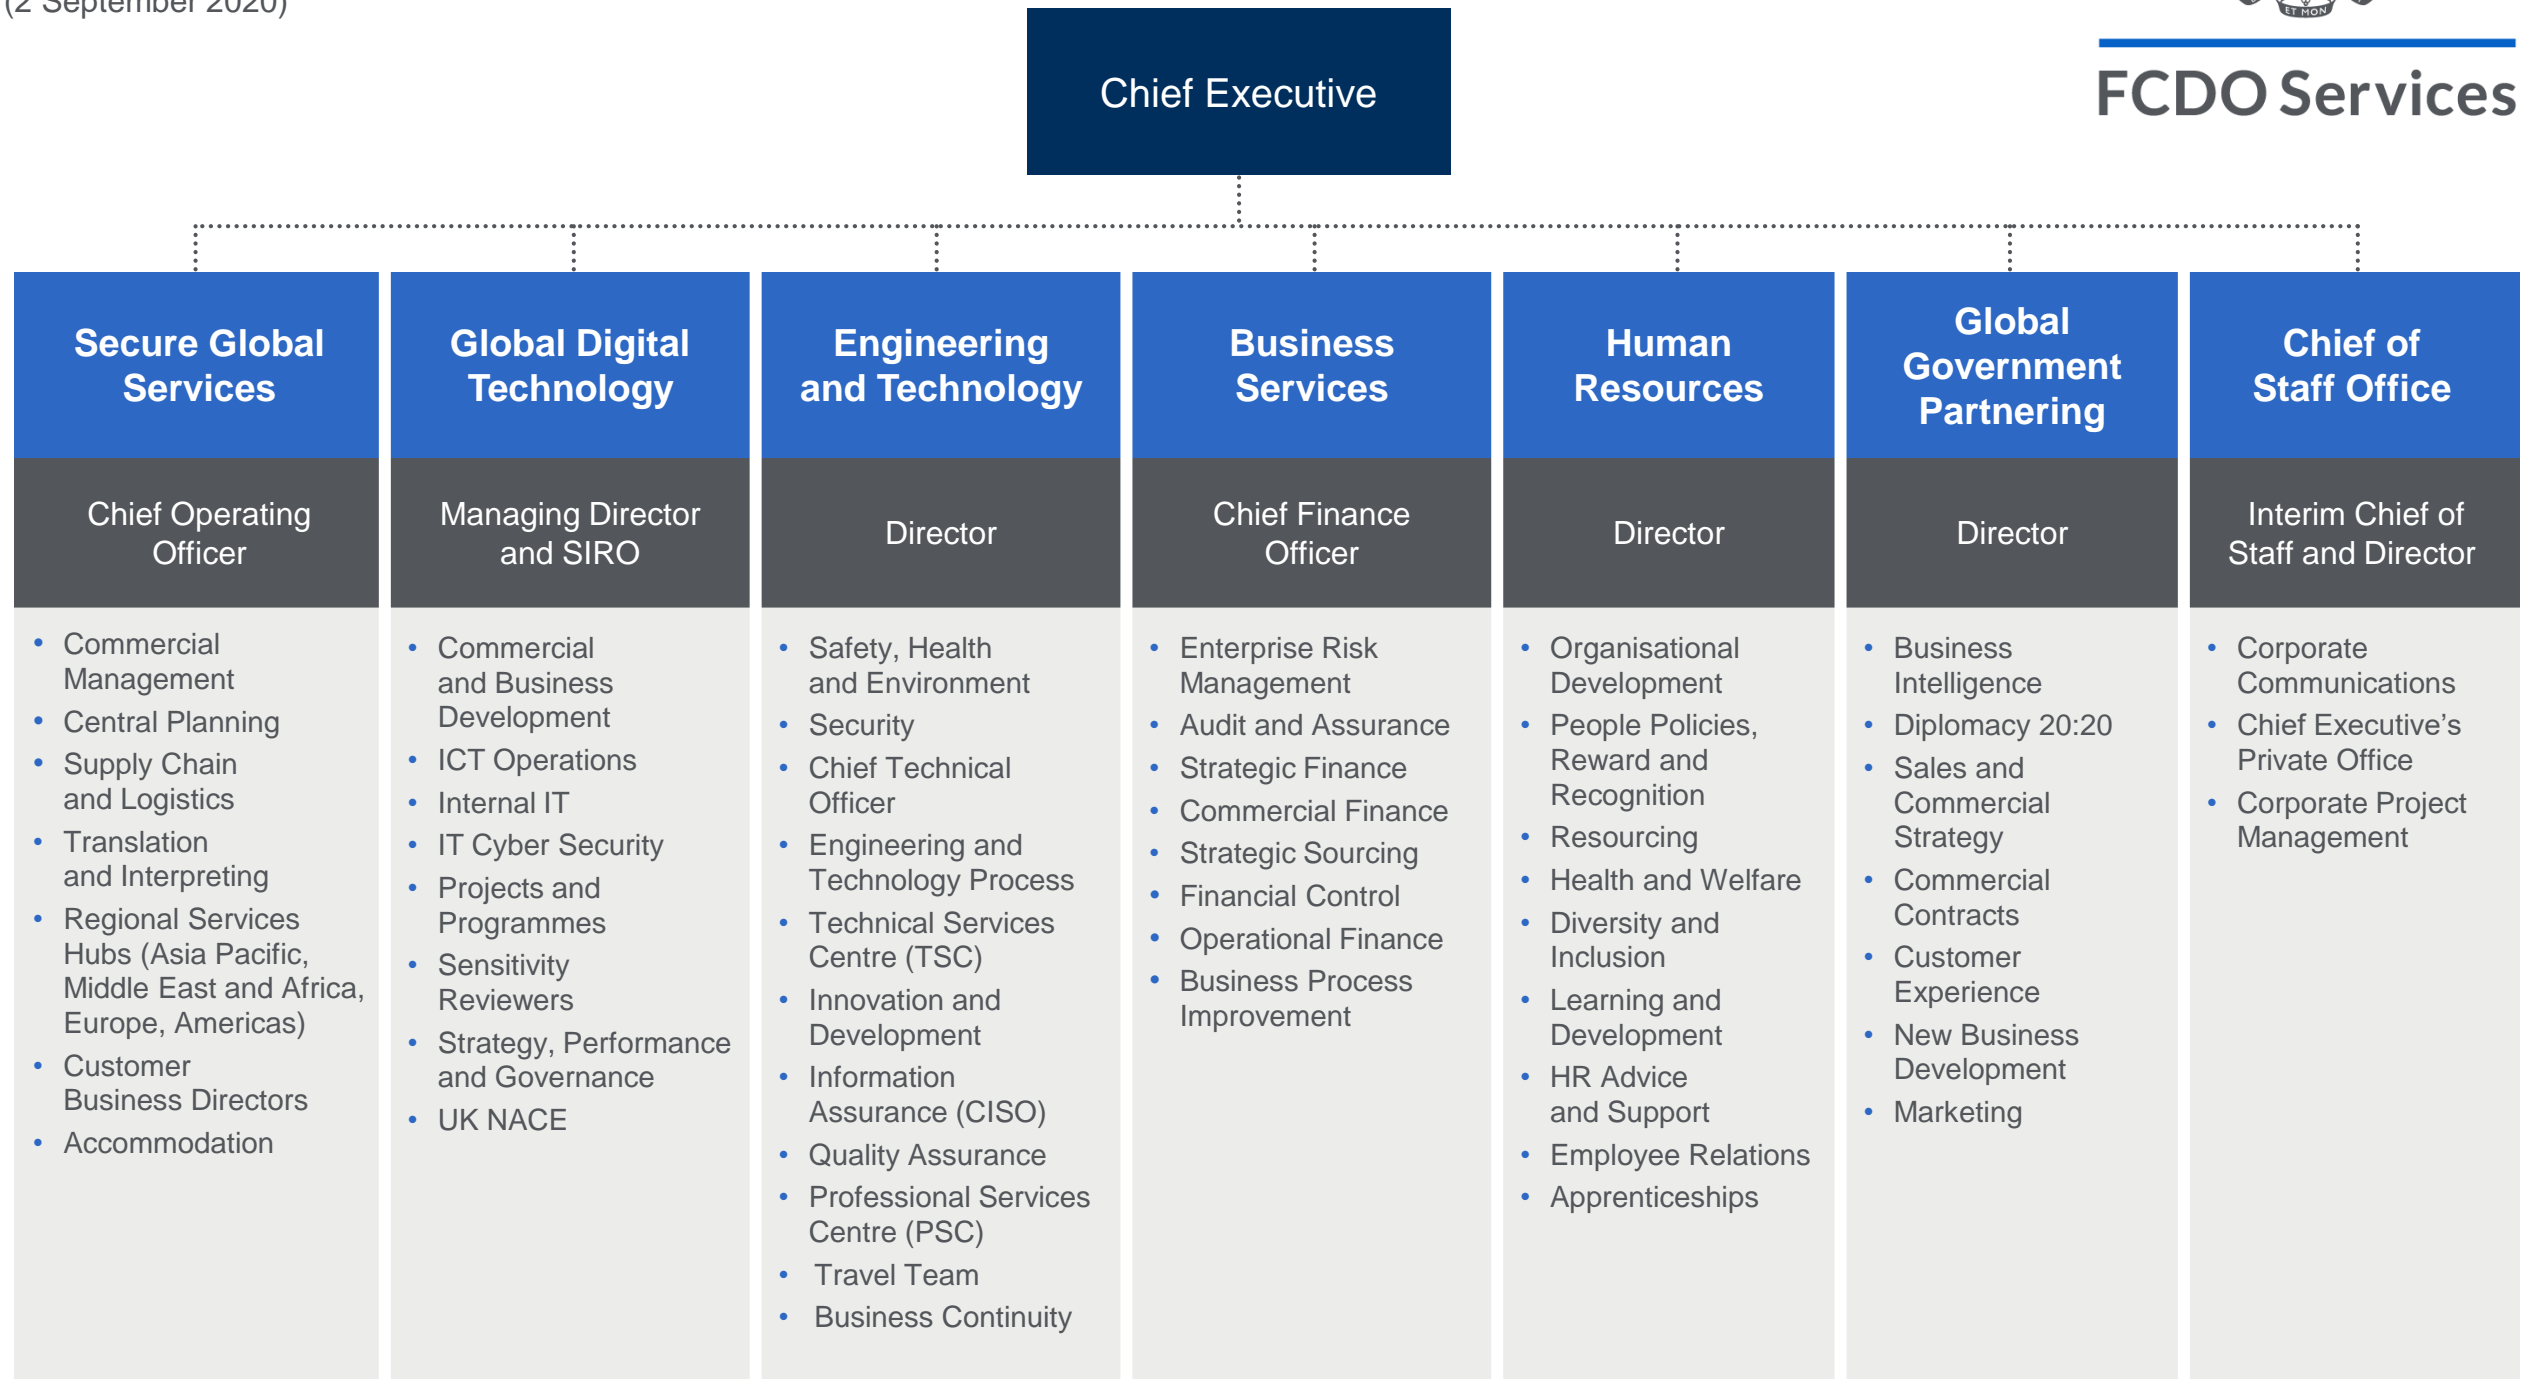 (2 September 2020)
ET MON
FCDO Services
Chief Executive
Secure Global
Services
Chief Operating
Officer
• Commercial
Management
• Central Planning
• Supply Chain
and Logistics
• Translation
and Interpreting
• Regional Services
Hubs (Asia Pacific,
Middle East and Africa,
Europe, Americas)
• Customer
Business Directors
• Accommodation
Global Digital
Technology
Managing Director
and SIRO
• Commercial
and Business
Development
• ICT Operations
• Internal IT
• IT Cyber Security
• Projects and
Programmes
• Sensitivity
Reviewers
• Strategy, Performance
and Governance
• UK NACE
Engineering
and Technology
Director
• Safety, Health
and Environment
• Security
• Chief Technical
Officer
• Engineering and
Technology Process
• Technical Services
Centre (TSC)
• Innovation and
Development
• Information
Assurance (CISO)
• Quality Assurance
• Professional Services
Centre (PSC)
• Travel Team
• Business Continuity
Business
Services
Chief Finance
Officer
• Enterprise Risk
Management
• Audit and Assurance
• Strategic Finance
• Commercial Finance
• Strategic Sourcing
• Financial Control
• Operational Finance
• Business Process
Improvement
Human
Resources
Director
• Organisational
Development
• People Policies,
Reward and
Recognition
• Resourcing
• Health and Welfare
• Diversity and
Inclusion
• Learning and
Development
• HR Advice
and Support
• Employee Relations
• Apprenticeships
Global
Government
Partnering
Director
• Business
Intelligence
• Diplomacy 20:20
• Sales and
Commercial
Strategy
• Commercial
Contracts
• Customer
Experience
• New Business
Development
• Marketing
Chief of
Staff Office
Interim Chief of
Staff and Director
• Corporate
Communications
• Chief Executive’s
Private Office
• Corporate Project
Management